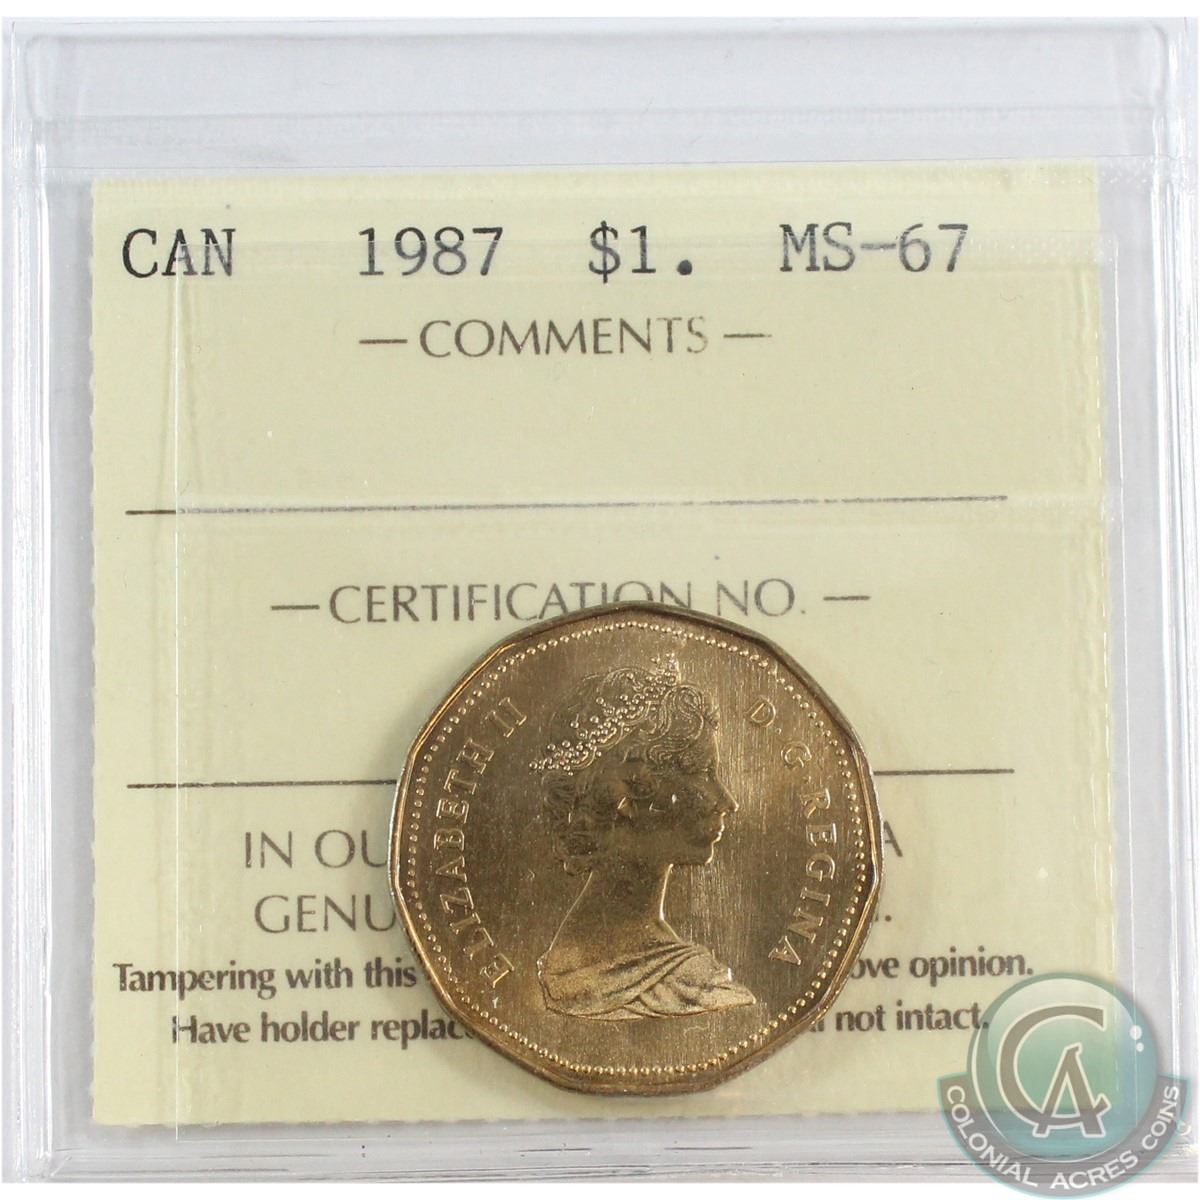 CAN 1987 $1. MS-67
— COMMENTS —
— CERTIFICATION NO. —
IN OU A
GENU .
Tampering with this ove opinion.
Have holder replac l not intact.
ELIZABETH II D.G. REGINA
CA
COLONIAL ACRES COINS